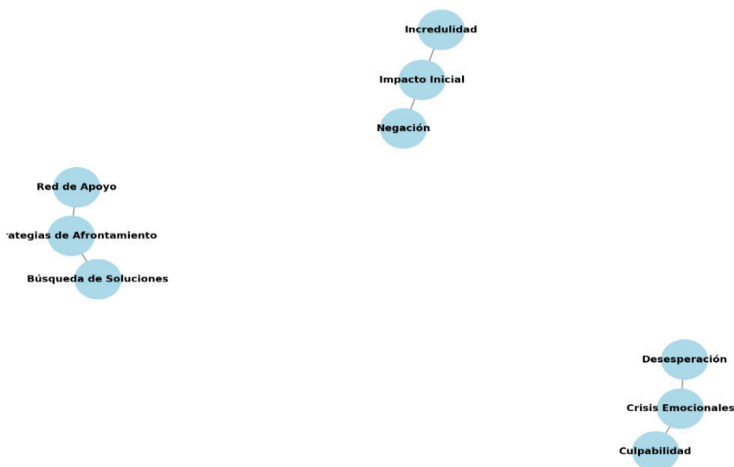 Incredulidad
Impacto Inicial
Negación
Red de Apoyo
rategias de Afrontamiento
Búsqueda de Soluciones
Desesperación
Crisis Emocionales
Culpabilidad